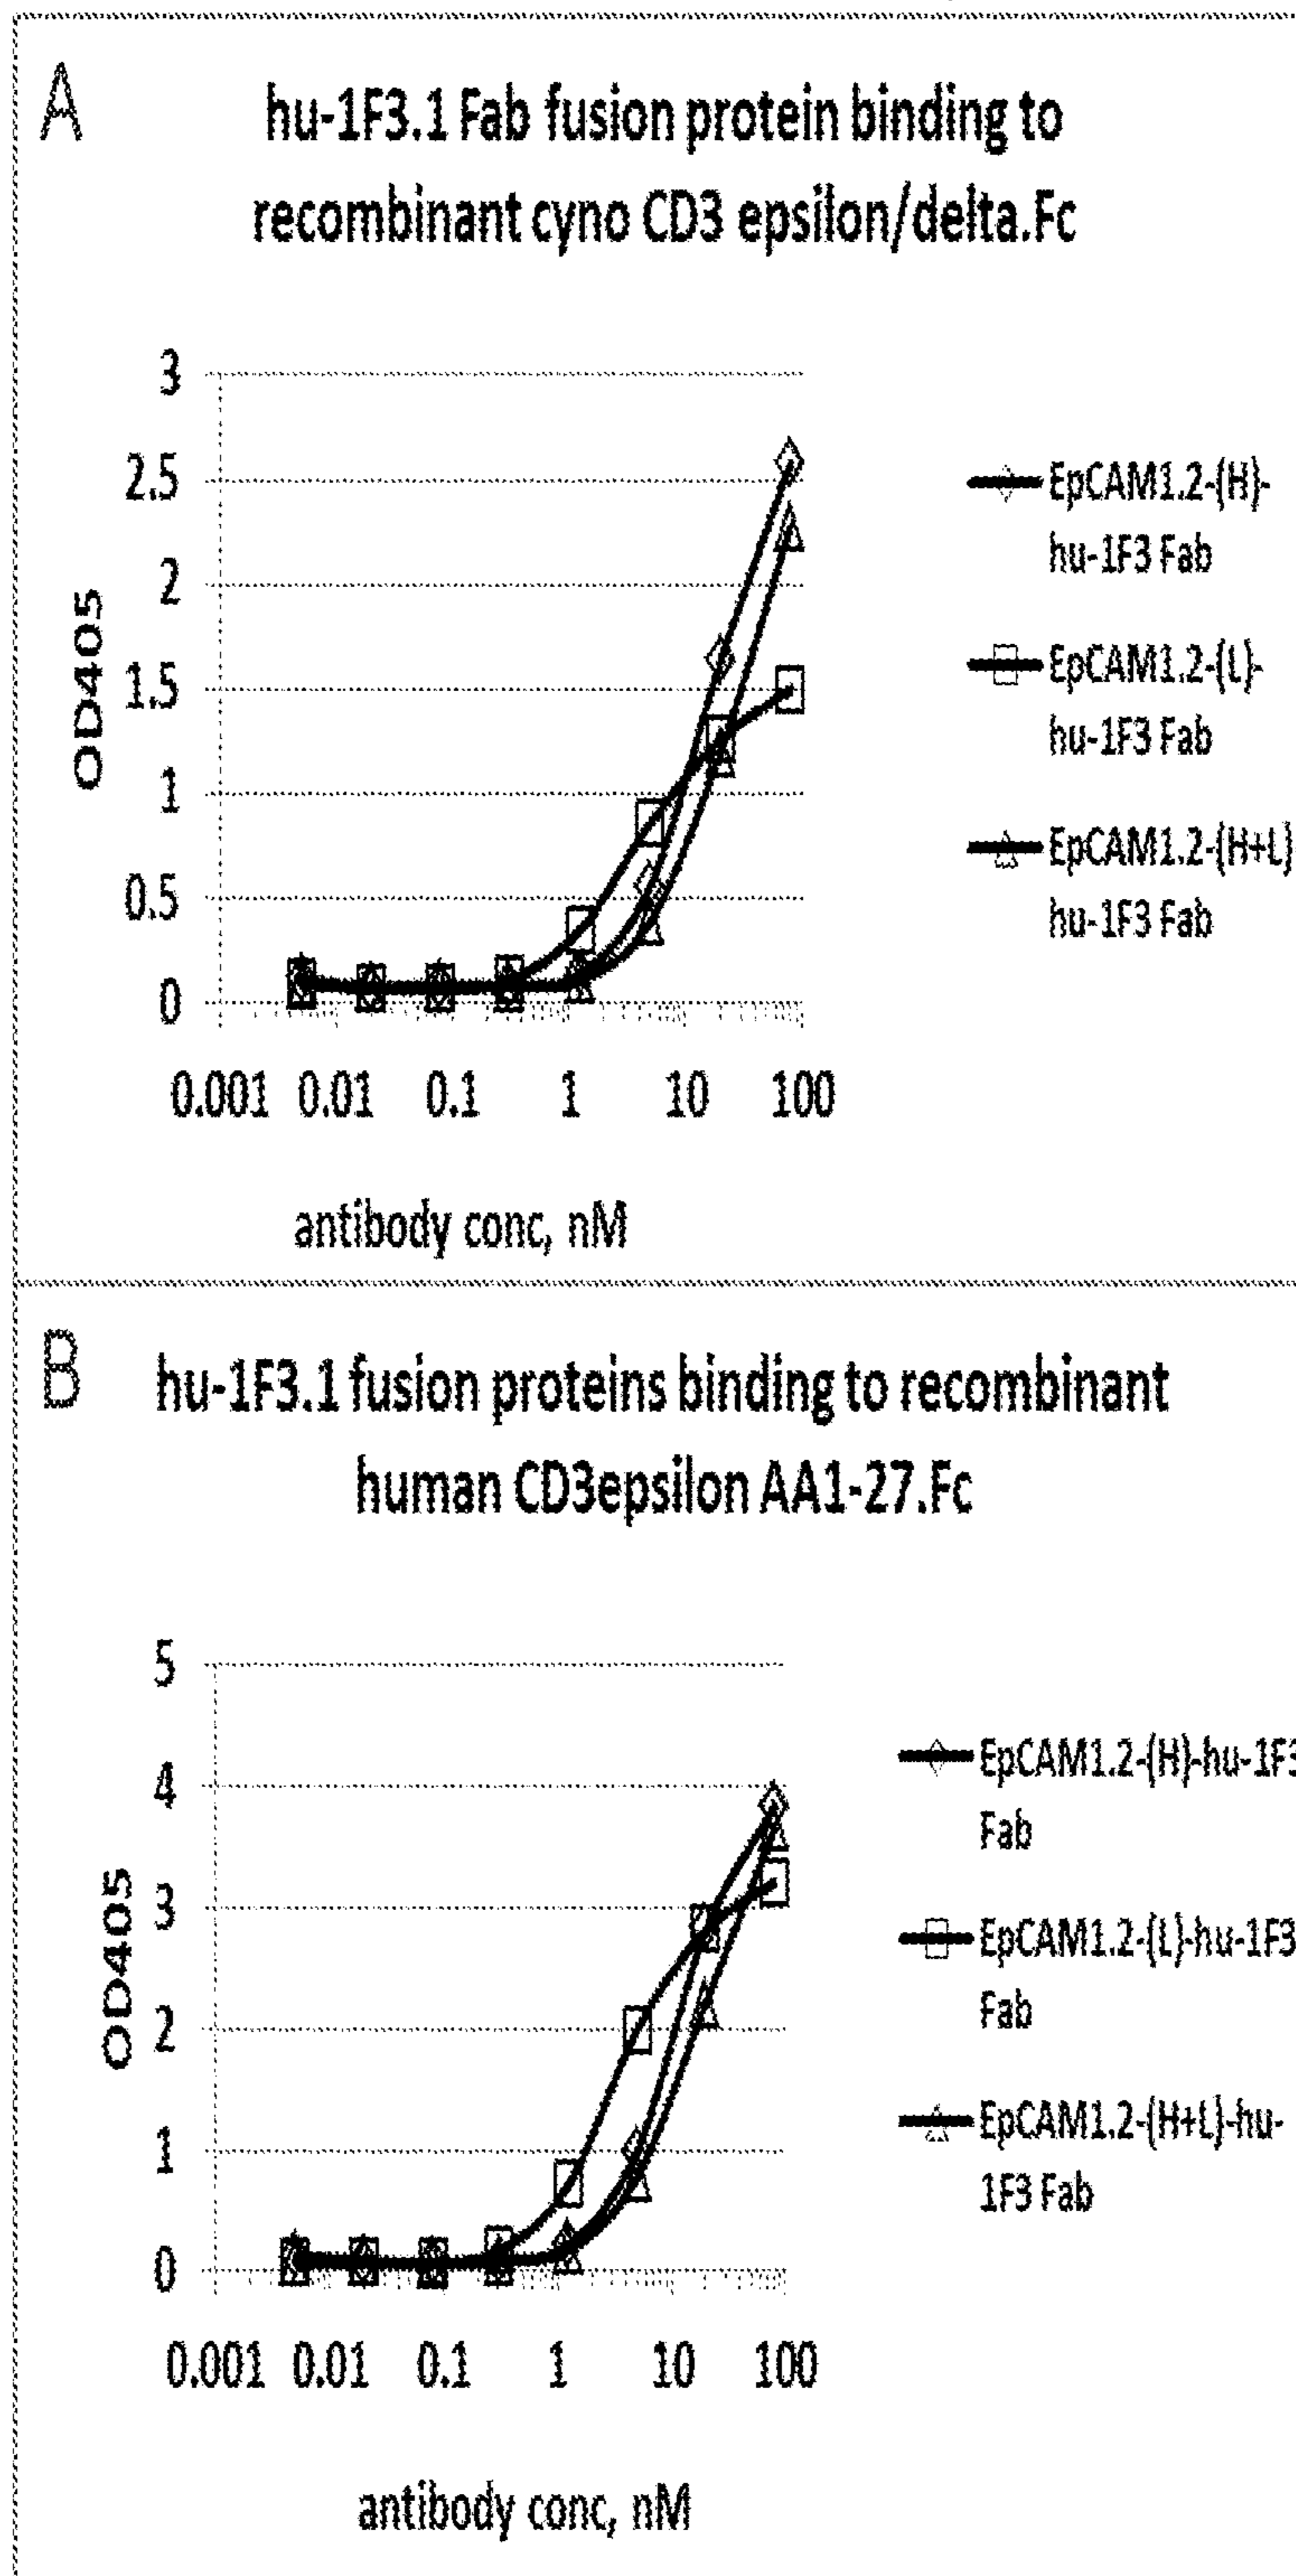 A
hu-1F3.1 Fab fusion protein binding to
recombinant cyno CD3 epsilon/delta.Fc
3
2.5
2
1.5
1
0.5
0
OD405
0.001 0.01 0.1 1 10 100
antibody conc, nM
EpCAM1.2-(H)-
hu-1F3 Fab
EpCAM1.2-(L)-
hu-1F3 Fab
EpCAM1.2-(H+L)
hu-1F3 Fab
B
hu-1F3.1 fusion proteins binding to recombinant
human CD3epsilon AA1-27.Fc
5
4
3
2
1
0
OD405
0.001 0.01 0.1 1 10 100
antibody conc, nM
EpCAM1.2-(H)-hu-1F3
Fab
EpCAM1.2-(L)-hu-1F3
Fab
EpCAM1.2-(H+L)-hu-
1F3 Fab